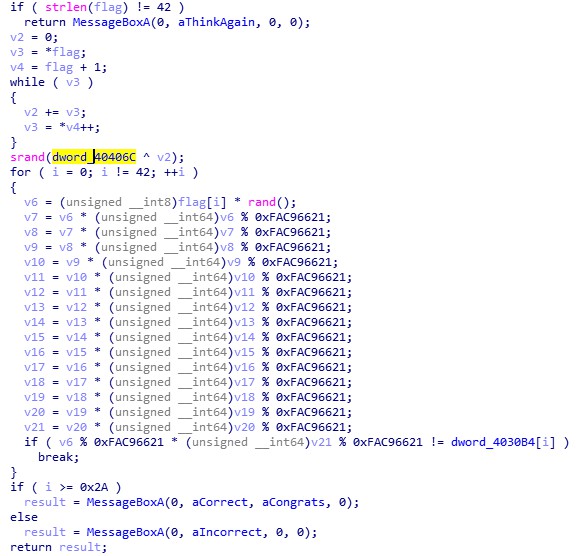 if ( strlen(flag) != 42 )
return MessageBoxA(0, aThinkAgain, 0, 0);
v2 = 0;
v3 = *flag;
v4 = flag + 1;
while ( v3 )
{
v2 += v3;
v3 = *v4++;
}
srand(dword_40406C ^ v2);
for ( i = 0; i != 42; ++i )
{
v6 = (unsigned __int8)flag[i] * rand();
v7 = v6 * (unsigned __int64)v6 % 0xFAC96621;
v8 = v7 * (unsigned __int64)v7 % 0xFAC96621;
v9 = v8 * (unsigned __int64)v8 % 0xFAC96621;
v10 = v9 * (unsigned __int64)v9 % 0xFAC96621;
v11 = v10 * (unsigned __int64)v10 % 0xFAC96621;
v12 = v11 * (unsigned __int64)v11 % 0xFAC96621;
v13 = v12 * (unsigned __int64)v12 % 0xFAC96621;
v14 = v13 * (unsigned __int64)v13 % 0xFAC96621;
v15 = v14 * (unsigned __int64)v14 % 0xFAC96621;
v16 = v15 * (unsigned __int64)v15 % 0xFAC96621;
v17 = v16 * (unsigned __int64)v16 % 0xFAC96621;
v18 = v17 * (unsigned __int64)v17 % 0xFAC96621;
v19 = v18 * (unsigned __int64)v18 % 0xFAC96621;
v20 = v19 * (unsigned __int64)v19 % 0xFAC96621;
v21 = v20 * (unsigned __int64)v20 % 0xFAC96621;
if ( v6 % 0xFAC96621 * (unsigned __int64)v21 % 0xFAC96621 != dword_4030B4[i] )
break;
}
if ( i >= 0x2A )
result = MessageBoxA(0, aCorrect, aCongrats, 0);
else
result = MessageBoxA(0, aIncorrect, 0, 0);
return result;